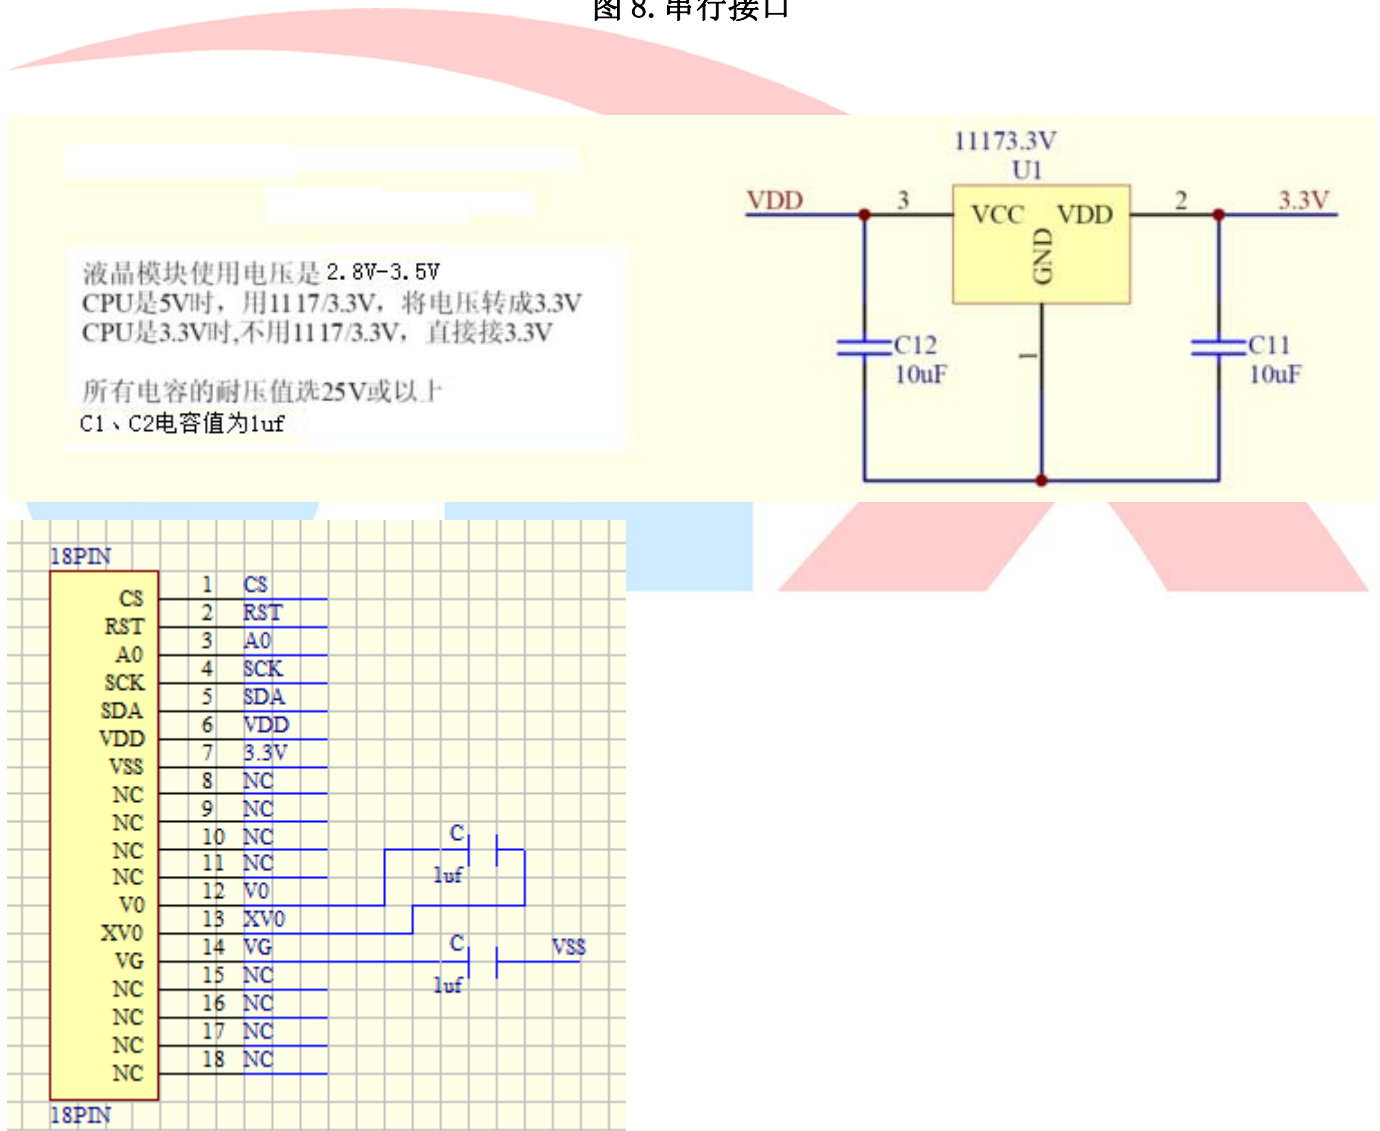 图 8. 串行接口
11173.3V
U1
VDD
3
VCC
VDD
GND
2
3.3V
1
C12
10uF
C11
10uF
液晶模块使用电压是2.8V-3.5V
CPU是5V时，用1117/3.3V，将电压转成3.3V
CPU是3.3V时,不用1117/3.3V，直接接3.3V
所有电容的耐压值选25V或以上
C1、C2电容值为1uf
18PIN
CS 1 CS
RST 2 RST
A0 3 A0
SCK 4 SCK
SDA 5 SDA
VDD 6 VDD
VSS 7 3.3V
NC 8 NC
NC 9 NC
NC 10 NC
NC 11 NC
V0 12 V0
XV0 13 XV0
VG 14 VG
NC 15 NC
NC 16 NC
NC 17 NC
NC 18 NC
C
1uf
C
1uf
VSS
18PIN